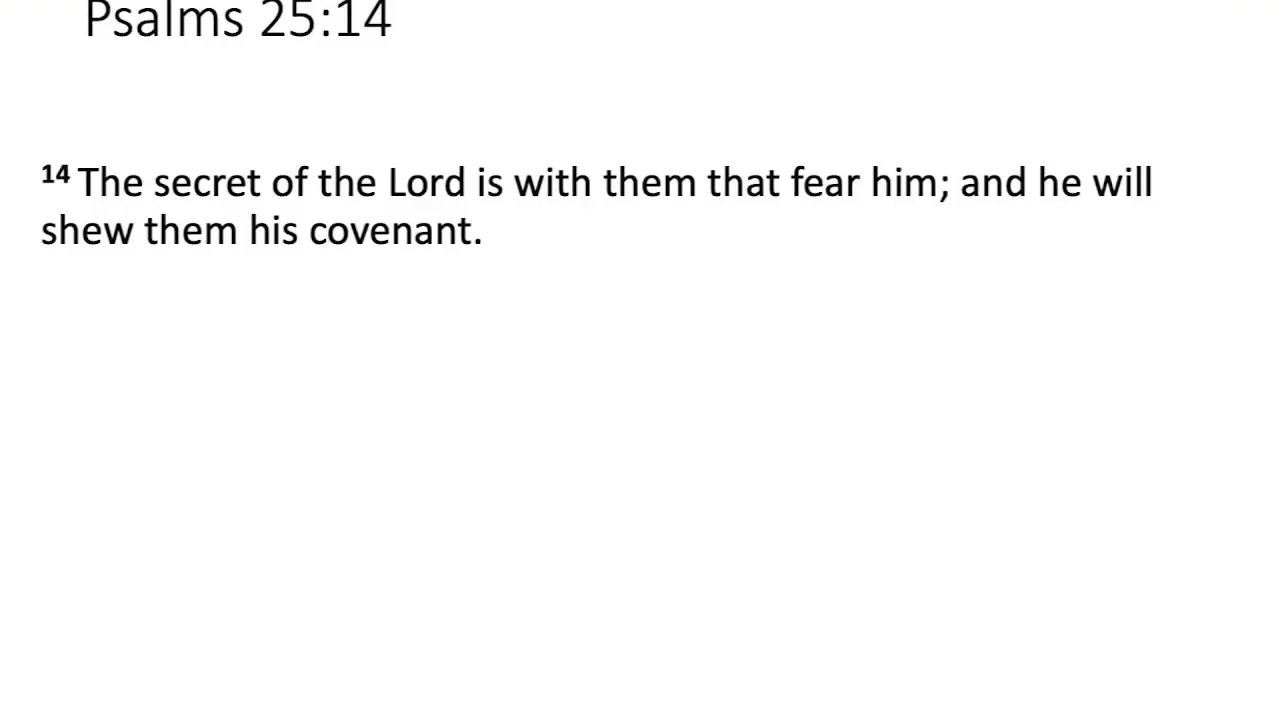 Psalms 25:14
14 The secret of the Lord is with them that fear him; and he will
shew them his covenant.